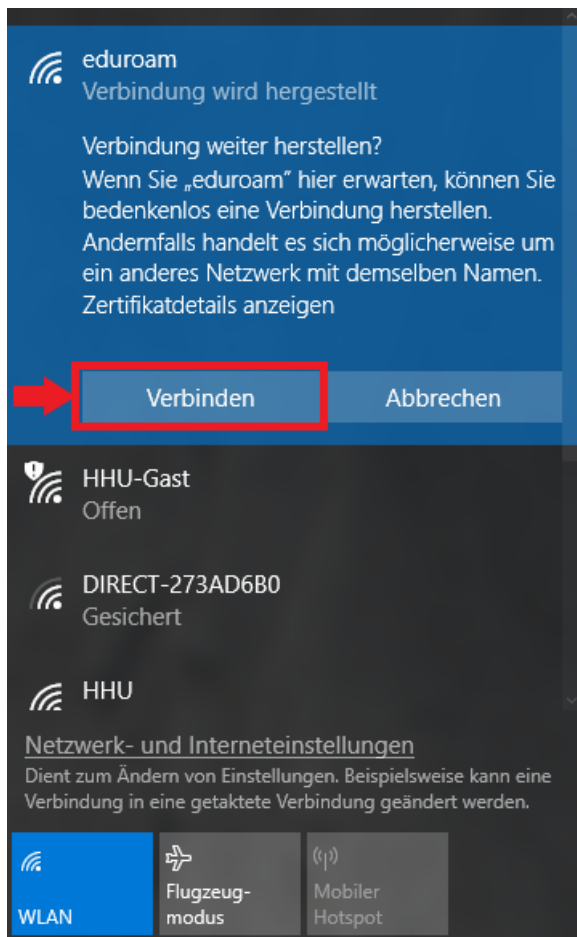 eduroam
Verbindung wird hergestellt
Verbindung weiter herstellen?
Wenn Sie „eduroam“ hier erwarten, können Sie
bedenkenlos eine Verbindung herstellen.
Andernfalls handelt es sich möglicherweise um
ein anderes Netzwerk mit demselben Namen.
Zertifikatdetails anzeigen
Verbinden
Abbrechen
HHU-Gast
Offen
DIRECT-273AD6B0
Gesichert
HHU
Netzwerk- und Interneteinstellungen
Dient zum Ändern von Einstellungen. Beispielsweise kann eine
Verbindung in eine getaktete Verbindung geändert werden.
WLAN
Flugzeug-
modus
Mobiler
Hotspot